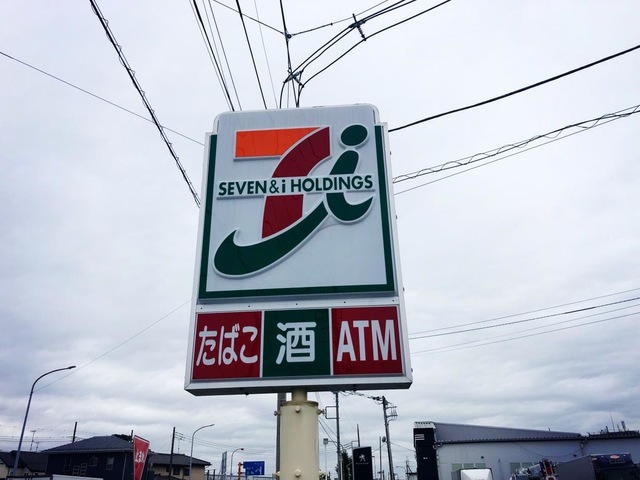 SEVEN & i HOLDINGS
たばこ 酒 ATM